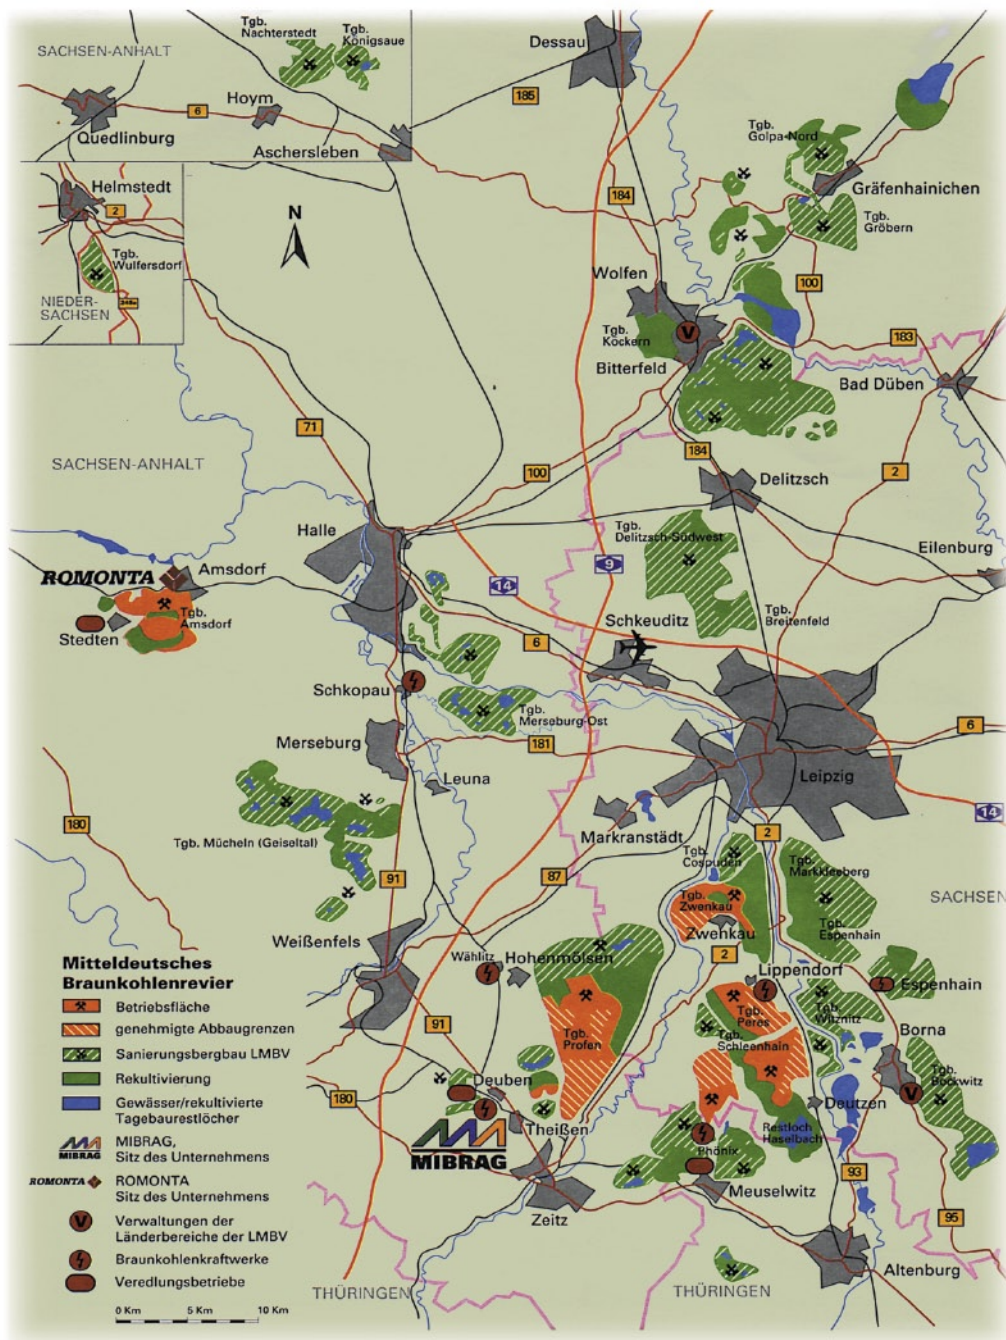 SACHSEN-ANHALT
Tgb.
Nachterstedt
Tgb.
Königsaue
Quedlinburg
6
Hoym
Aschersleben
Dessau
185
Helmstedt
2
Tgb.
Wulfersdorf
NIEDER-
SACHSEN
N
184
Tgb.
Golpa-Nord
Gräfenhainichen
Tgb.
Gröbern
Wolfen
100
Tgb.
Köckern
V
Bitterfeld
183
Bad Düben
71
SACHSEN-ANHALT
100
184
2
Delitzsch
Halle
Tgb.
Delitzsch-Südwest
Eilenburg
ROMONTA
Amsdorf
14
9
Tgb.
Amsdorf
Stedten
Schkeuditz
Tgb.
Breitenfeld
6
Schkopau
Tgb.
Merseburg-Ost
Merseburg
181
6
Leuna
Leipzig
14
180
Tgb. Mücheln (Geiseltal)
Markranstädt
2
91
87
Tgb.
Cospuden
Tgb.
Markkleeberg
Tgb.
Zwenkau
SACHSEN
Zwenkau
Tgb.
Espenhain
Weißenfels
Wählitz
Hohenmölsen
2
Lippendorf
Espenhain
Tgb.
Peres
Tgb.
Witznitz
91
Tgb.
Profen
Tgb.
Schleenhain
Borna
Tgb.
Bockwitz
V
180
Deuben
Theißen
Deutzen
Restloch
Haselbach
MIBRAG
Phönix
Meuselwitz
93
Zeitz
95
Altenburg
THÜRINGEN
THÜRINGEN
Mitteldeutsches
Braunkohlenrevier
Betriebsfläche
genehmigte Abbaugrenzen
Sanierungsbergbau LMBV
Rekultivierung
Gewässer/rekultivierte
Tagebaurestlöcher
MIBRAG
MIBRAG,
Sitz des Unternehmens
ROMONTA
ROMONTA
Sitz des Unternehmens
V
Verwaltungen der
Länderbereiche der LMBV
Braunkohlenkraftwerke
Veredlungsbetriebe
0 Km 5 Km 10 Km